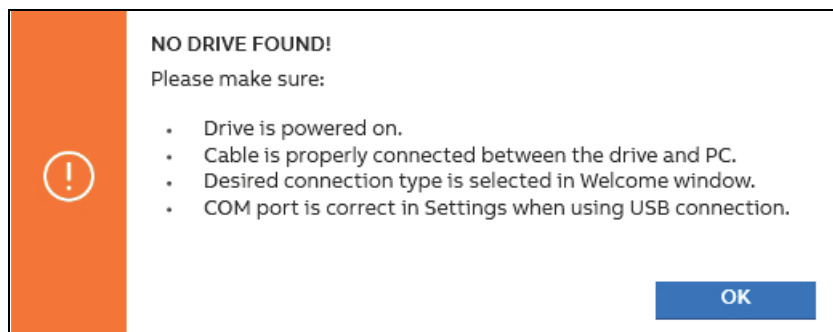 NO DRIVE FOUND!
Please make sure:
• Drive is powered on.
• Cable is properly connected between the drive and PC.
• Desired connection type is selected in Welcome window.
• COM port is correct in Settings when using USB connection.
OK